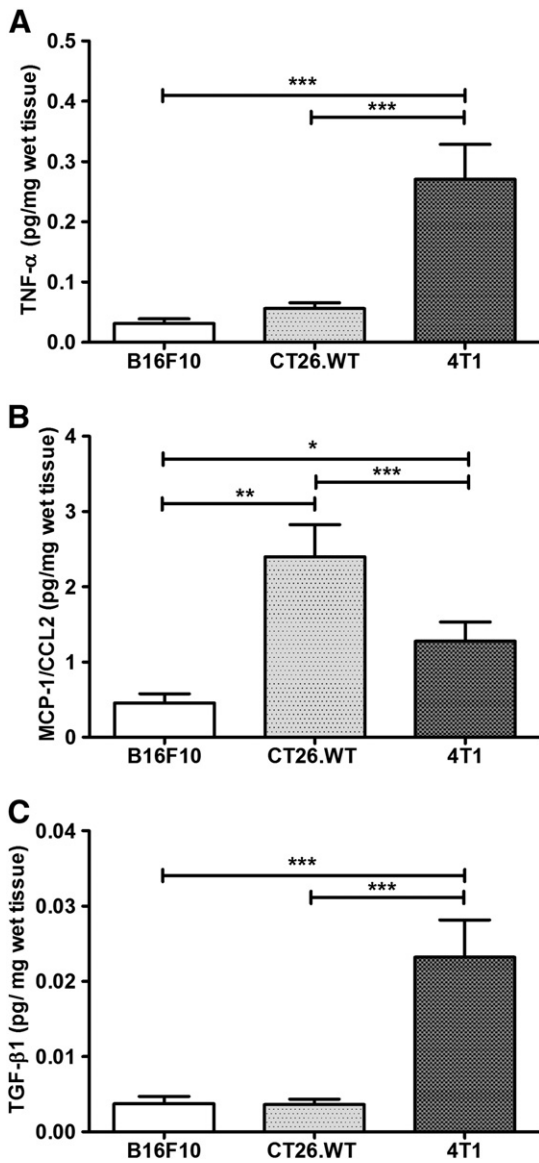 A
TNF-α (pg/mg wet tissue)
0.5
0.4
0.3
0.2
0.1
0.0
***
***
B16F10 CT26.WT 4T1
B
MCP-1/CCL2 (pg/mg wet tissue)
4
3
2
1
0
*
**
***
B16F10 CT26.WT 4T1
C
TGF-β1 (pg/ mg wet tissue)
0.04
0.03
0.02
0.01
0.00
***
***
B16F10 CT26.WT 4T1